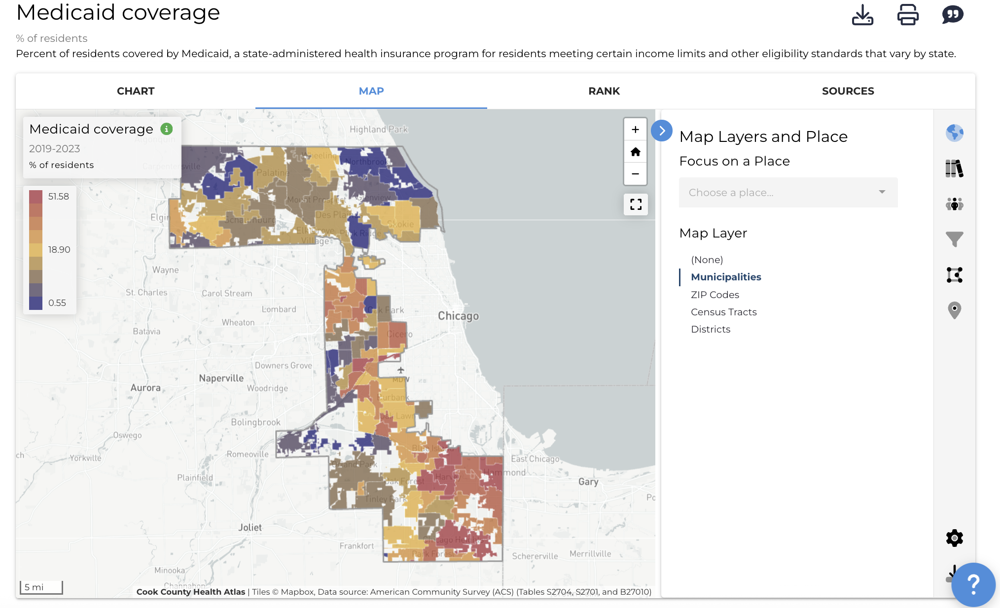 Medicaid coverage
% of residents
Percent of residents covered by Medicaid, a state-administered health insurance program for residents meeting certain income limits and other eligibility standards that vary by state.
CHART
MAP
RANK
SOURCES
Medicaid coverage
2019-2023
% of residents
51.58
18.90
0.55
Highland Park
Algonquin
Carpentersville
Wheeling
Northbrook
Palatine
Mount Prospect
Glenview
Elgin
Schaumburg
Des Plaines
Skokie
Elk Grove
Village
Park Ridge
Wayne
St. Charles
Carol Stream
Lombard
Oak Park
Chicago
Wheaton
Batavia
Cicero
Downers Grove
Naperville
MDW
Aurora
Woodridge
Burbank
Oak Lawn
Bolingbrook
Oswego
Blue Island
Romeoville
ch
Yorkville
East Chicago
Orland Park
Hammond
Plainfield
Oak Forest
Harvey
Gary
Tinley Park
Po
Joliet
Chicago Heights
Frankfort
Park Forest
Schererville
Merrillville
Minooka
Channahon
5 mi
Cook County Health Atlas | Tiles © Mapbox, Data source: American Community Survey (ACS) (Tables S2704, S2701, and B27010)
+
−
Map Layers and Place
Focus on a Place
Choose a place...
Map Layer
(None)
Municipalities
ZIP Codes
Census Tracts
Districts
?